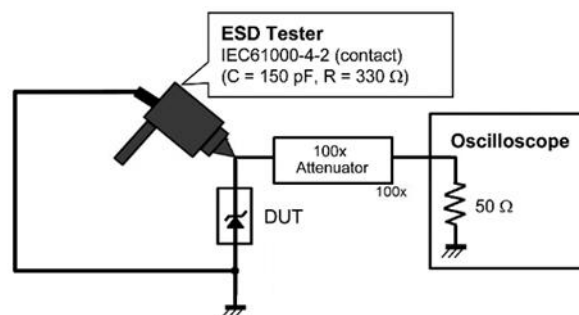 ESD Tester
IEC61000-4-2 (contact)
(C = 150 pF, R = 330 Ω)
100x
Attenuator
100x
Oscilloscope
50 Ω
DUT